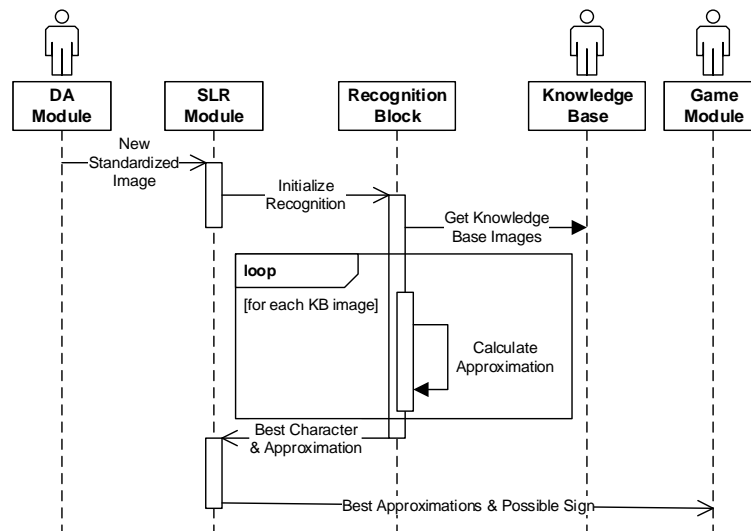 DA
Module
SLR
Module
Recognition
Block
Knowledge
Base
Game
Module
New
Standardized
Image
Initialize
Recognition
Get Knowledge
Base Images
loop
[for each KB image]
Calculate
Approximation
Best Character
& Approximation
Best Approximations & Possible Sign